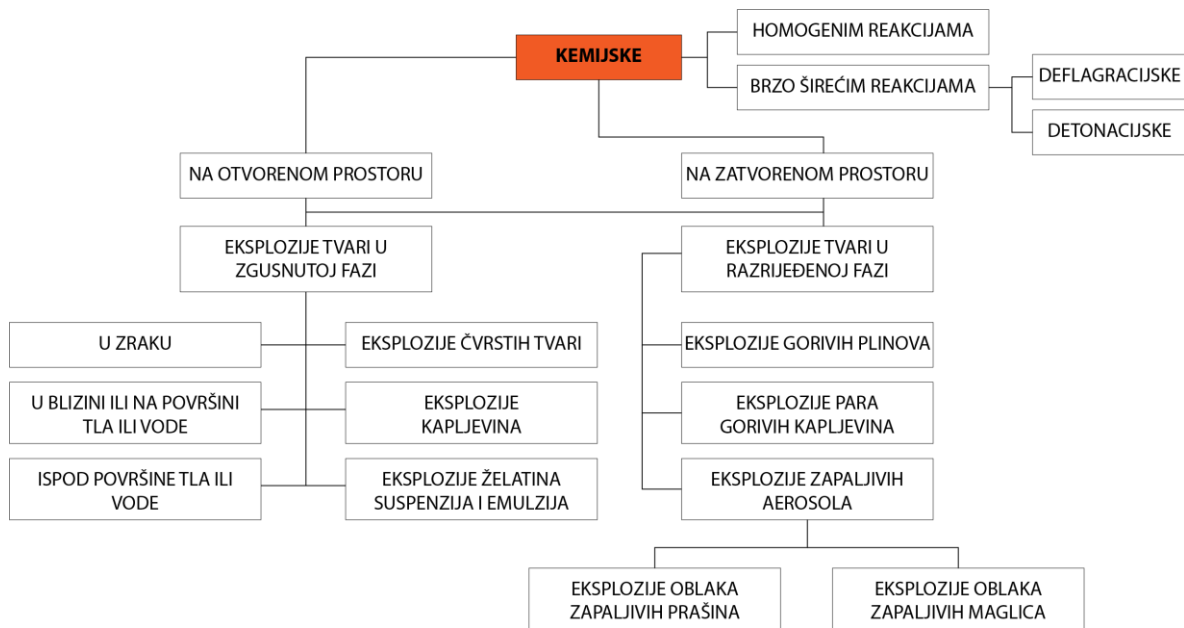 HOMOGENIM REAKCIJAMA
KEMIJSKE
BRZO ŠIREĆIM REAKCIJAMA
DEFLAGRACIJSKE
DETONACIJSKE
NA OTVORENOM PROSTORU
NA ZATVORENOM PROSTORU
EKSPLOZIJE TVARI U
ZGUSNUTOJ FAZI
EKSPLOZIJE TVARI U
RAZRIJEĐENOJ FAZI
U ZRAKU
EKSPLOZIJE ČVRSTIH TVARI
EKSPLOZIJE GORIVIH PLINOVA
U BLIZINI ILI NA POVRŠINI
TLA ILI VODE
EKSPLOZIJE
KAPLJEVINA
EKSPLOZIJE PARA
GORIVIH KAPLJEVINA
ISPOD POVRŠINE TLA ILI
VODE
EKSPLOZIJE ŽELATINA
SUSPENZIJA I EMULZIJA
EKSPLOZIJE ZAPALJIVIH
AEROSOLA
EKSPLOZIJE OBLAKA
ZAPALJIVIH PRAŠINA
EKSPLOZIJE OBLAKA
ZAPALJIVIH MAGLICA